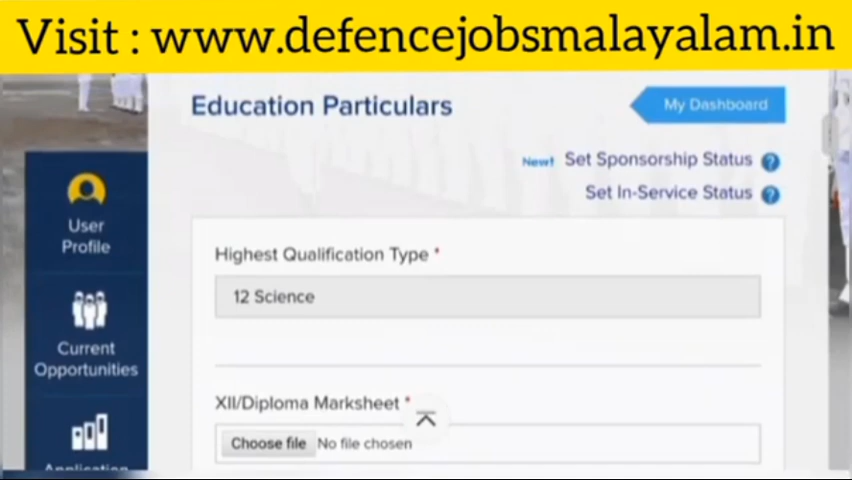 Visit : www.defencejobsmalayalam.in
Education Particulars
My Dashboard
New! Set Sponsorship Status ?
Set In-Service Status ?
User
Profile
Highest Qualification Type *
12 Science
Current
Opportunities
XII/Diploma Marksheet *
Choose file No file chosen
Application